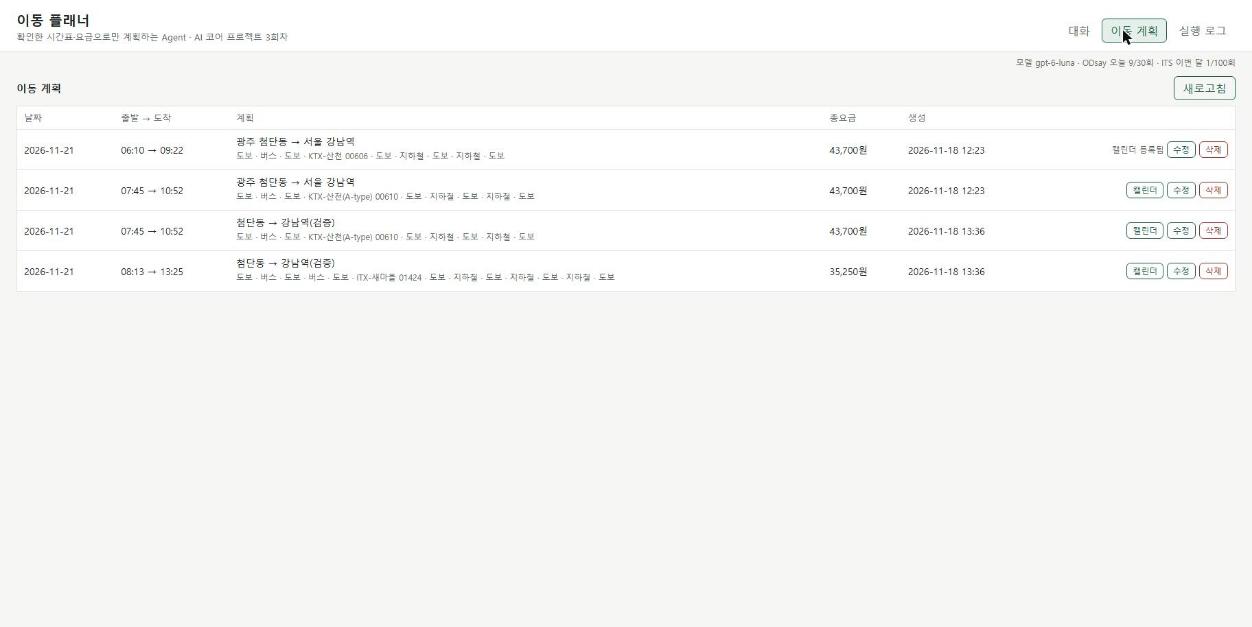 이동 플래너
확인한 시간표·요금으로만 계획하는 Agent · AI 코어 프로젝트 3회차
대화 이동 계획 실행 로그
모델 gpt-6-luna · ODsay 오늘 9/30회 · ITS 이번 달 1/100회
이동 계획 새로고침
날짜 출발 → 도착 계획 총요금 생성
2026-11-21 06:10 → 09:22 광주 첨단동 → 서울 강남역 43,700원 2026-11-18 12:23 캘린더 등록됨 수정 삭제
도보 · 버스 · 도보 · KTX-산천 00606 · 도보 · 지하철 · 도보 · 지하철 · 도보
2026-11-21 07:45 → 10:52 광주 첨단동 → 서울 강남역 43,700원 2026-11-18 12:23 캘린더 수정 삭제
도보 · 버스 · 도보 · KTX-산천(A-type) 00610 · 도보 · 지하철 · 도보 · 지하철 · 도보
2026-11-21 07:45 → 10:52 첨단동 → 강남역(검증) 43,700원 2026-11-18 13:36 캘린더 수정 삭제
도보 · 버스 · 도보 · KTX-산천(A-type) 00610 · 도보 · 지하철 · 도보 · 지하철 · 도보
2026-11-21 08:13 → 13:25 첨단동 → 강남역(검증) 35,250원 2026-11-18 13:36 캘린더 수정 삭제
도보 · 버스 · 도보 · 버스 · 도보 · ITX-새마을 01424 · 도보 · 지하철 · 도보 · 지하철 · 도보 · 지하철 · 도보